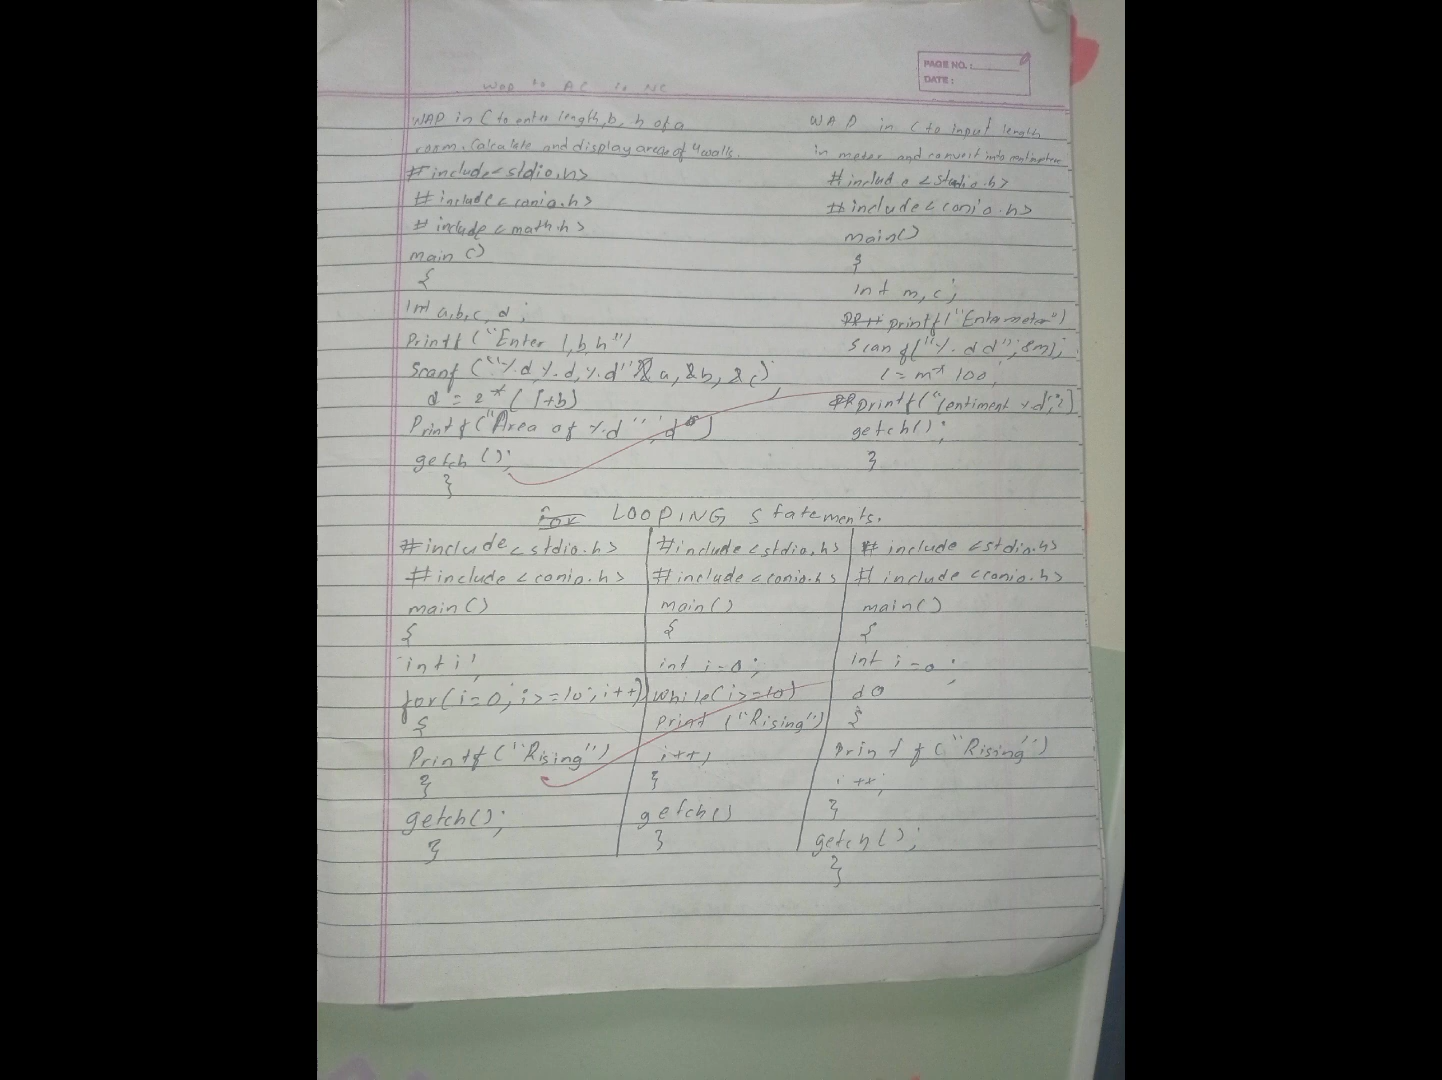 PAGE NO.:
DATE:
WAP in C to enter length, b, h of a
room. Calculate and display area of 4 walls.
#include<stdio.h>
#include<conio.h>
#include<math.h>
main()
{
Int a,b,c, d;
Printf("Enter l,b,h")
Scanf("%d,%d,%d"&a,&b,&c);
d = 2*(l+b)
Printf("Area of %d",d)
getch();
}
WAP in C to input length
in meter and convert into centimeter
#include<studio.h>
#include<conio.h>
main()
{
int m,c;
printf("Enter meter")
Scanf("%.dd";&m);
l=m*100;
printf("Centiment %d";)
getch();
}
LOOPING Statements.
#include<stdio.h>
#include<conio.h>
main()
{
int i;
for(i=0;i>=10;i++)
{
Printf("Rising")
}
getch();
}
#include<stdio.h>
#include<conio.h>
main()
{
int i=0;
while(i>=10)
Print ("Rising")
i++;
}
getch()
}
#include<stdio.h>
#include<conio.h>
main()
{
Int i=0;
do
{
Printf("Rising")
i++;
}
getch();
}